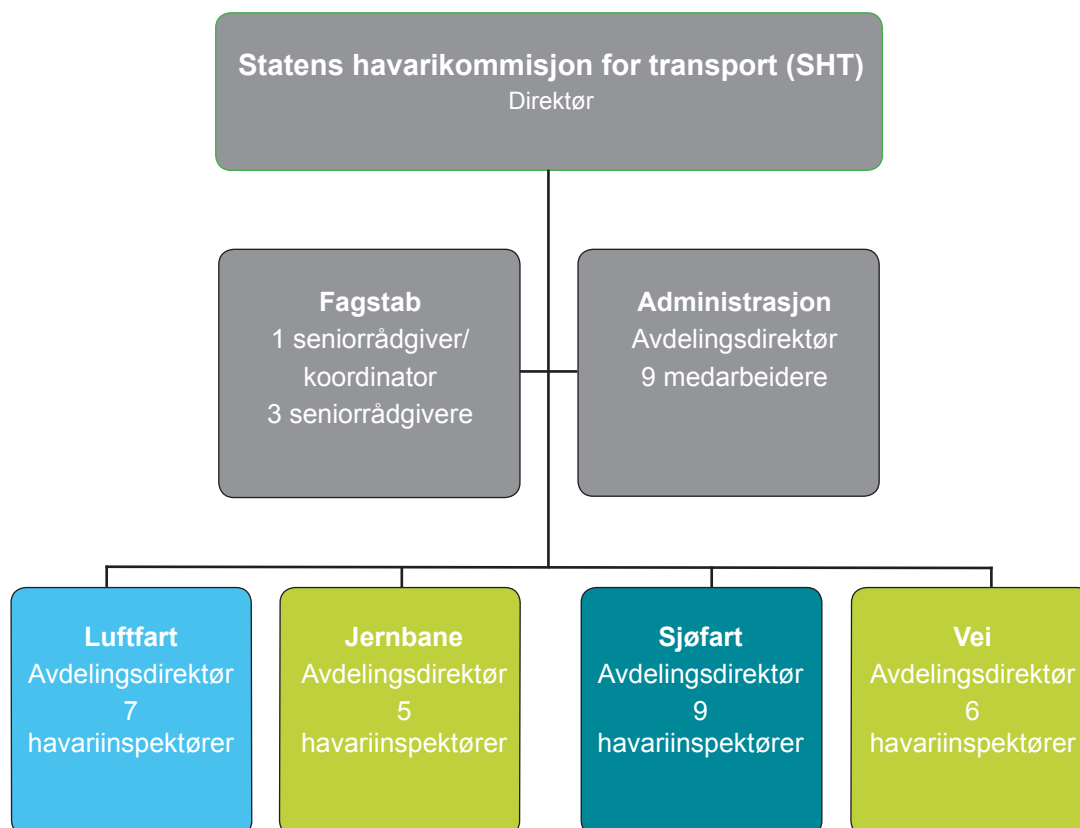 Statens havarikommisjon for transport (SHT)
Direktør
Fagstab
1 seniorrådgiver/
koordinator
3 seniorrådgivere
Administrasjon
Avdelingsdirektør
9 medarbeidere
Luftfart
Avdelingsdirektør
7
havariinspektører
Jernbane
Avdelingsdirektør
5
havariinspektører
Sjøfart
Avdelingsdirektør
9
havariinspektører
Vei
Avdelingsdirektør
6
havariinspektører